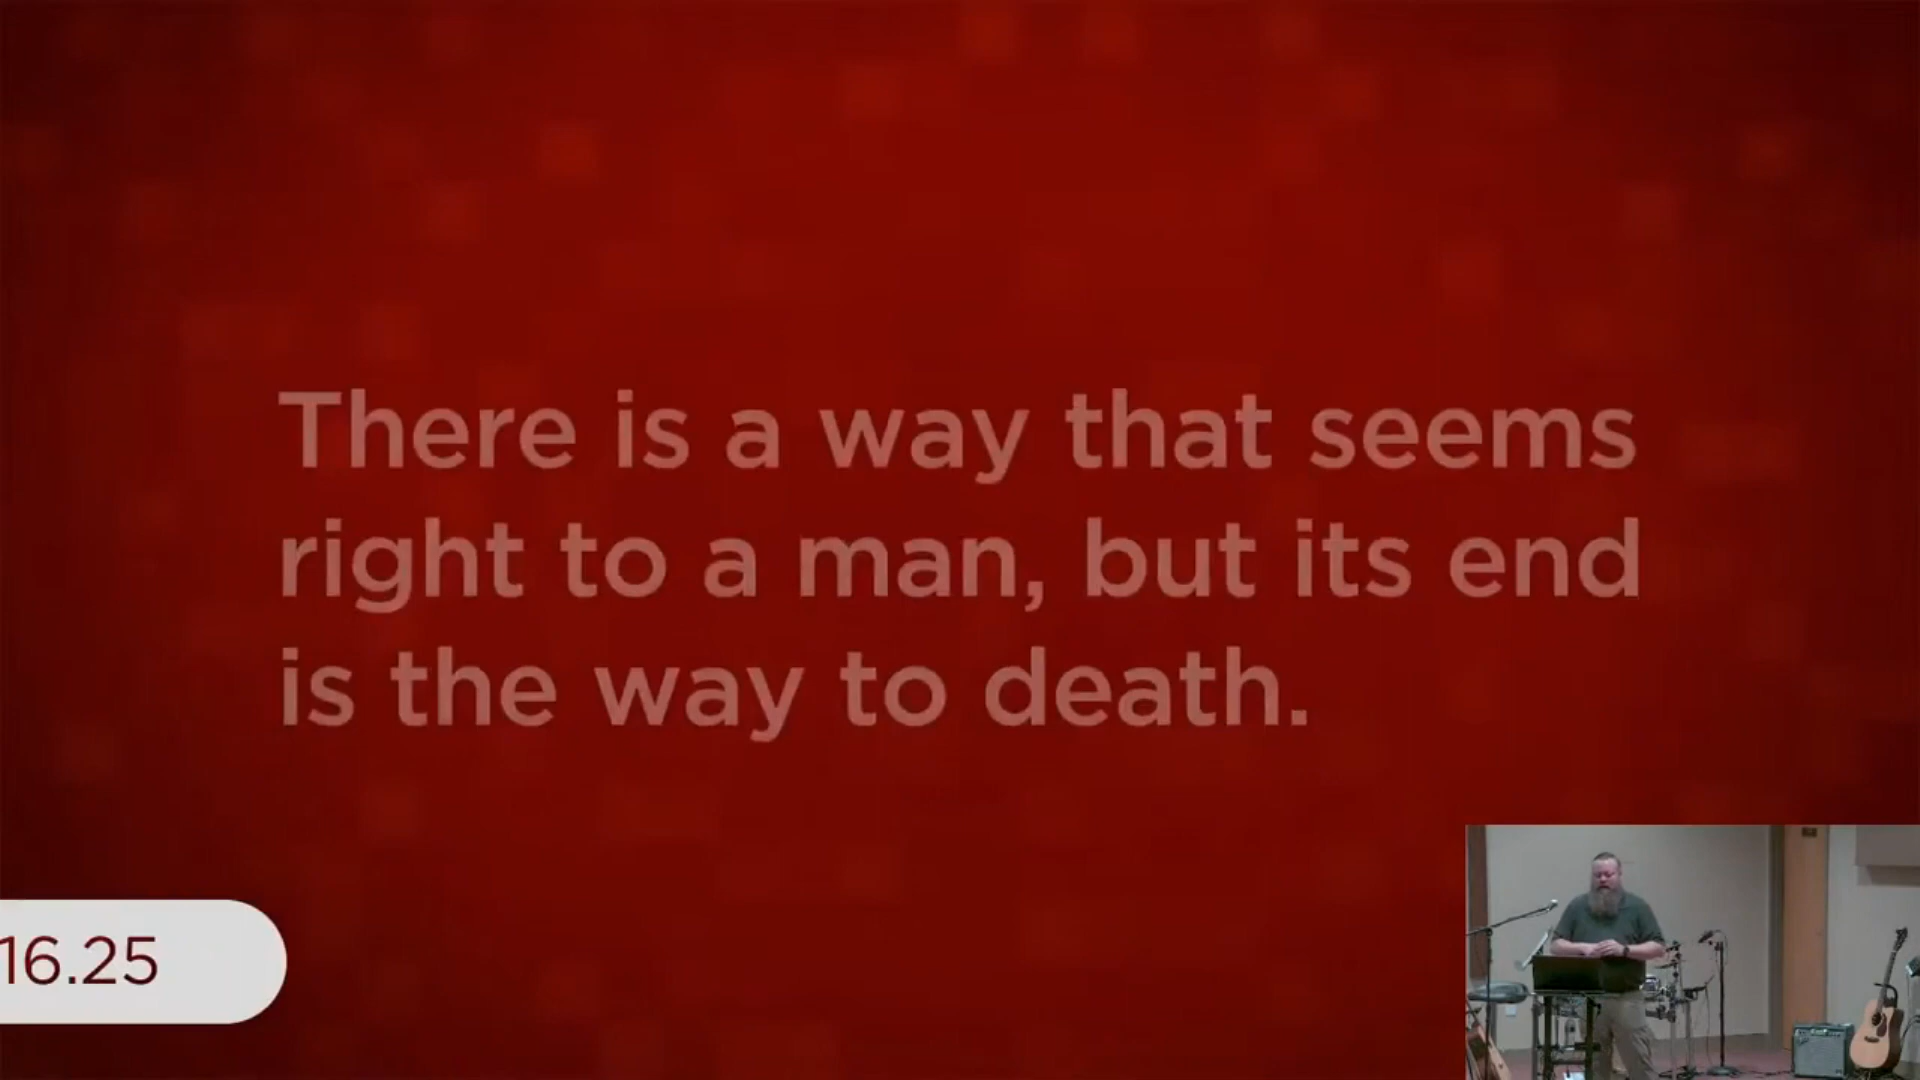 There is a way that seems
right to a man, but its end
is the way to death.
16.25